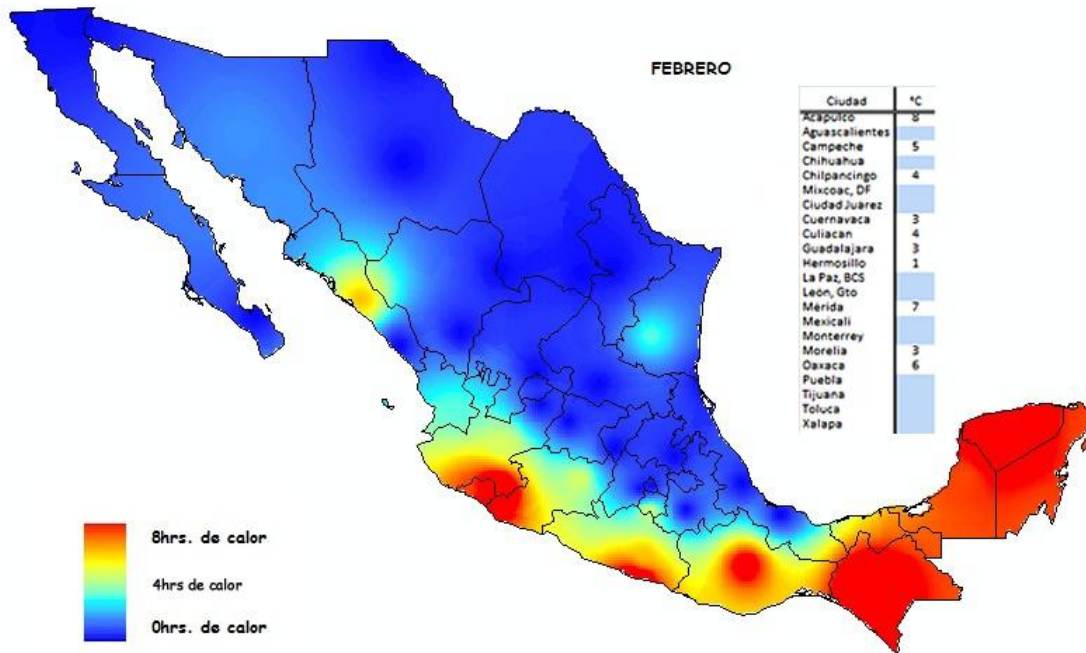 FEBRERO
Ciudad °C
Acapulco 8
Aguascalientes
Campeche 5
Chihuahua
Chilpancingo 4
Mixcoac, DF
Ciudad Juarez
Cuernavaca 3
Culiacan 4
Guadalajara 3
Hermosillo 1
La Paz, BCS
León, Gto
Mérida 7
Mexicali
Monterrey
Morelia 3
Oaxaca 6
Puebla
Tijuana
Toluca
Xalapa
8hrs. de calor
4hrs de calor
0hrs. de calor